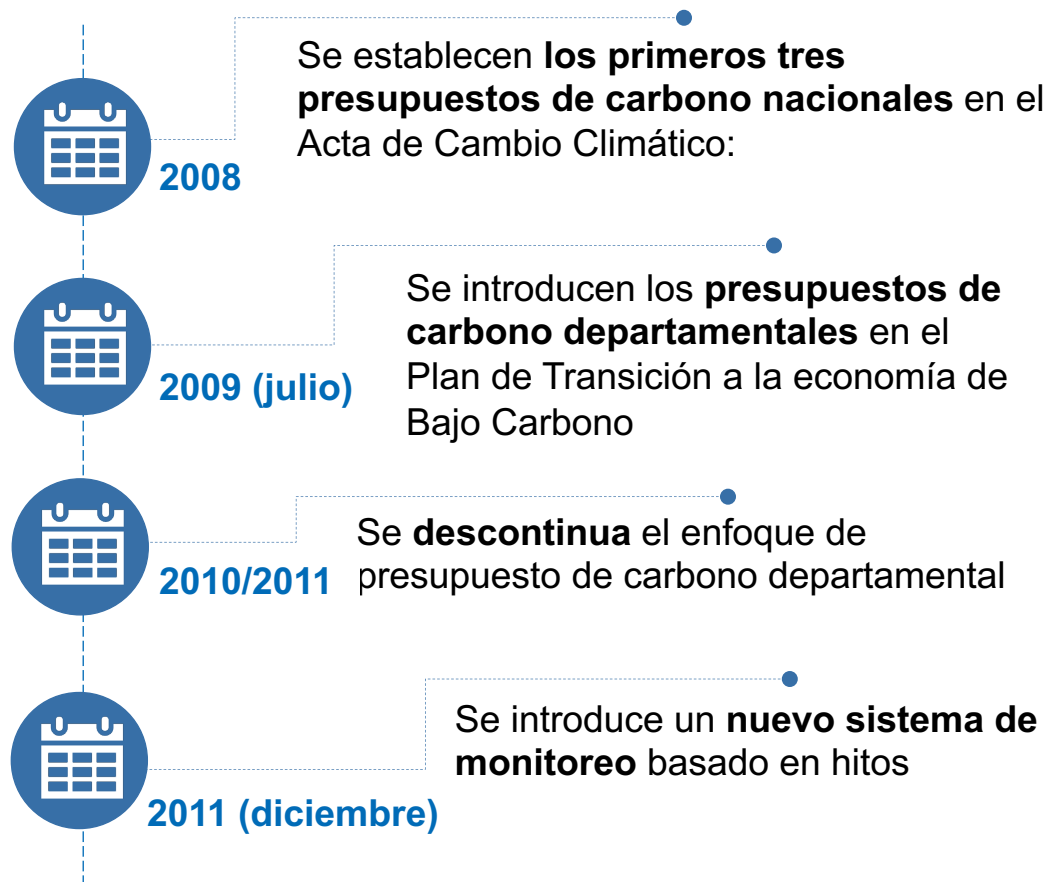 Se establecen los primeros tres
presupuestos de carbono nacionales en el
Acta de Cambio Climático:
2008
Se introducen los presupuestos de
carbono departamentales en el
Plan de Transición a la economía de
Bajo Carbono
2009 (julio)
Se descontinua el enfoque de
presupuesto de carbono departamental
2010/2011
Se introduce un nuevo sistema de
monitoreo basado en hitos
2011 (diciembre)